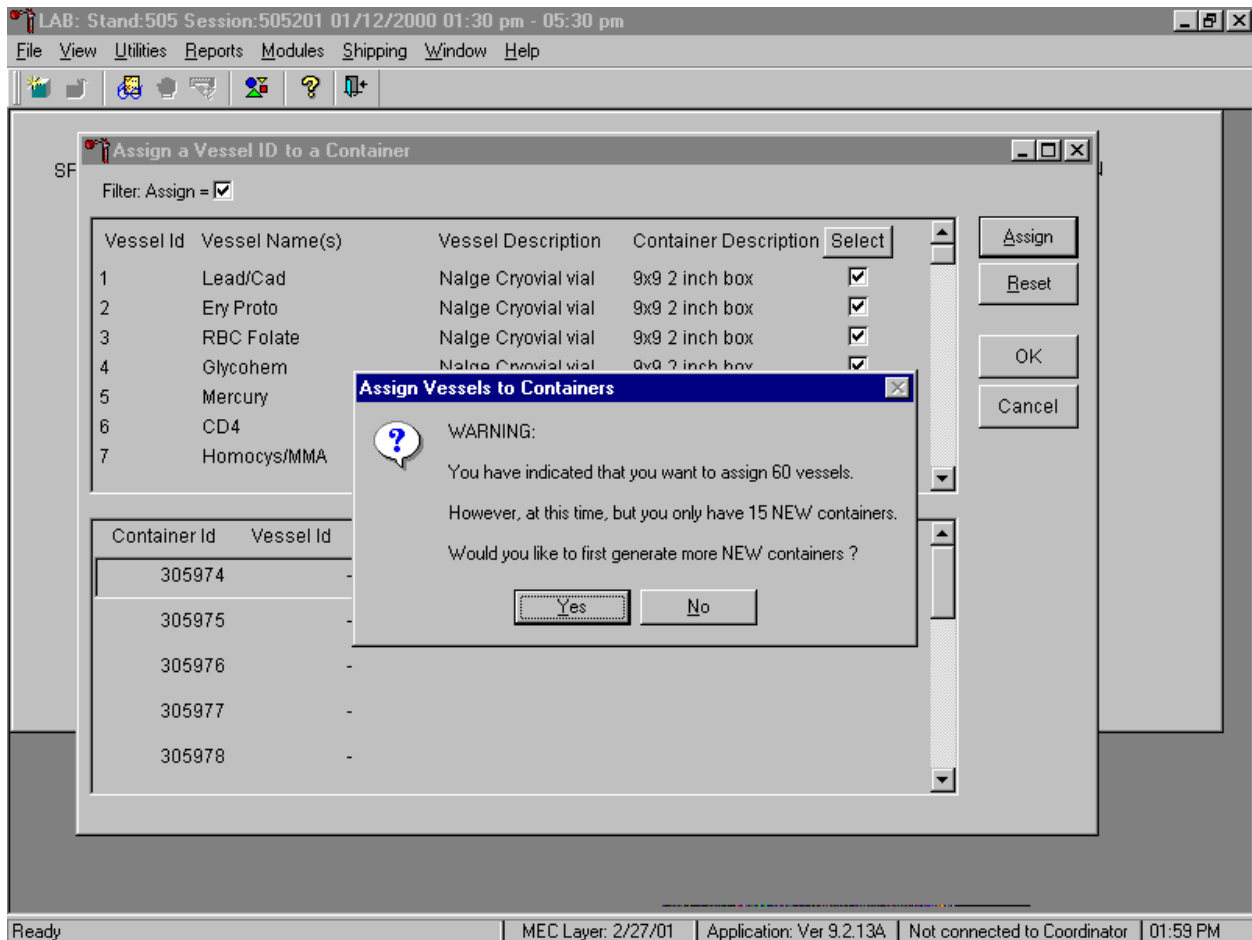 LAB: Stand:505 Session:505201 01/12/2000 01:30 pm - 05:30 pm
File View Utilities Reports Modules Shipping Window Help
Assign a Vessel ID to a Container
Filter: Assign =
Vessel Id Vessel Name(s) Vessel Description Container Description Select
1 Lead/Cad Nalge Cryovial vial 9x9 2 inch box
2 Ery Proto Nalge Cryovial vial 9x9 2 inch box
3 RBC Folate Nalge Cryovial vial 9x9 2 inch box
4 Glycohem Nalge Cryovial vial 9x9 2 inch box
5 Mercury
6 CD4
7 Homocys/MMA
Assign
Reset
OK
Cancel
Assign Vessels to Containers
WARNING:
You have indicated that you want to assign 60 vessels.
However, at this time, but you only have 15 NEW containers.
Would you like to first generate more NEW containers ?
Yes No
Container Id Vessel Id
305974 -
305975 -
305976 -
305977 -
305978 -
Ready MEC Layer: 2/27/01 Application: Ver 9.2.13A Not connected to Coordinator 01:59 PM